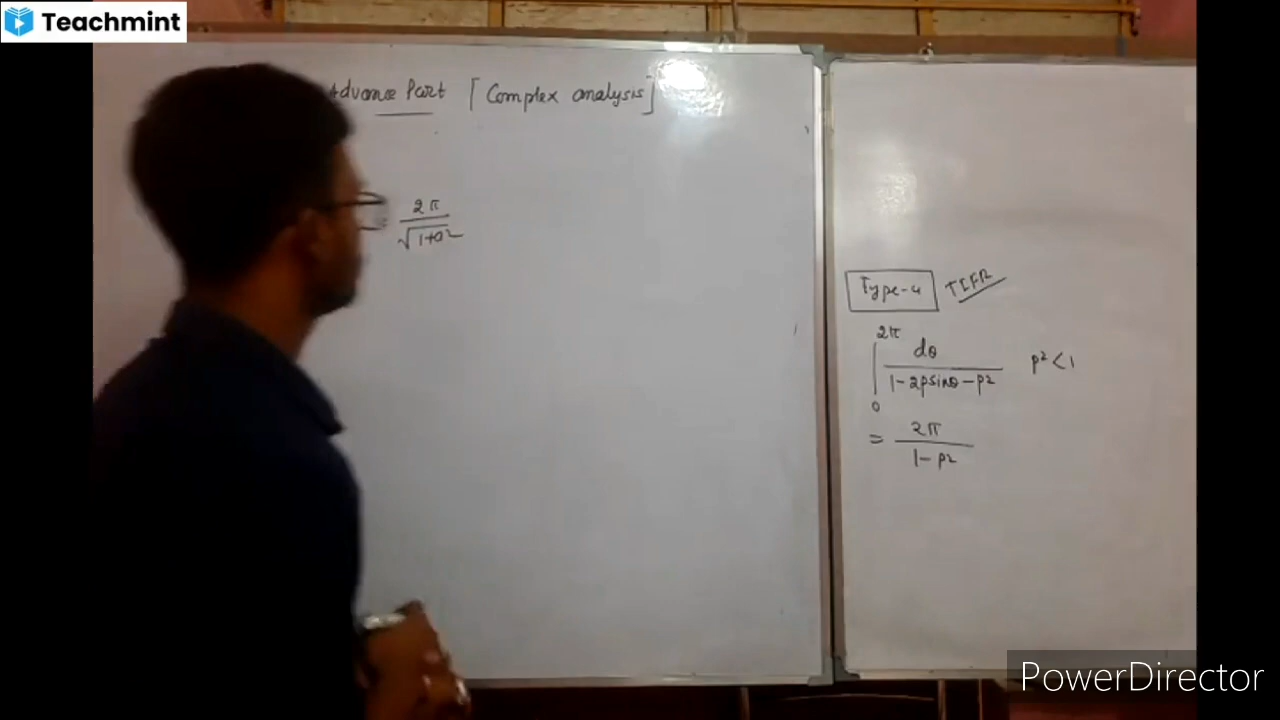 Teachmint
Advance Part [Complex analysis]
= 2π
√1+a²
Type-4 TIFR
2π
∫ dθ
1-2psinθ-p² p²<1
0
= 2π
1-p²
PowerDirector